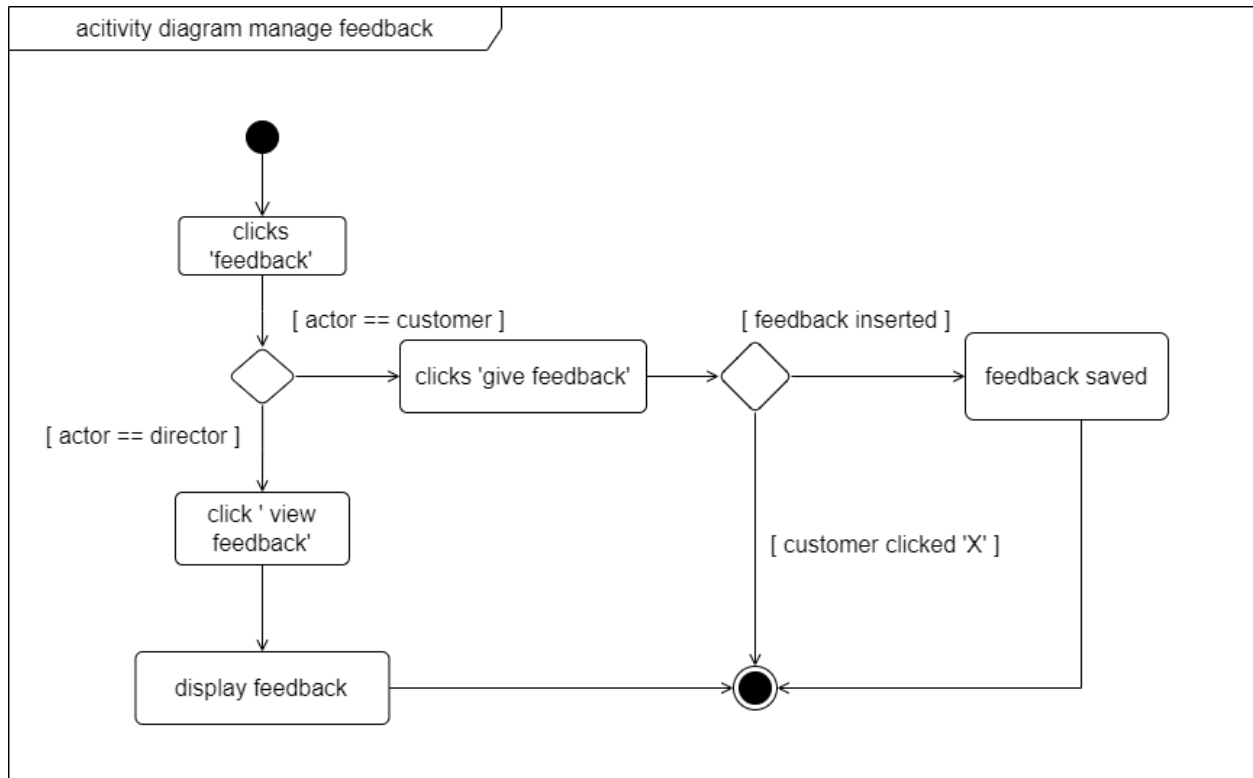 acitivity diagram manage feedback
clicks
'feedback'
[ actor == customer ]
[ feedback inserted ]
clicks 'give feedback'
feedback saved
[ actor == director ]
click ' view
feedback'
[ customer clicked 'X' ]
display feedback